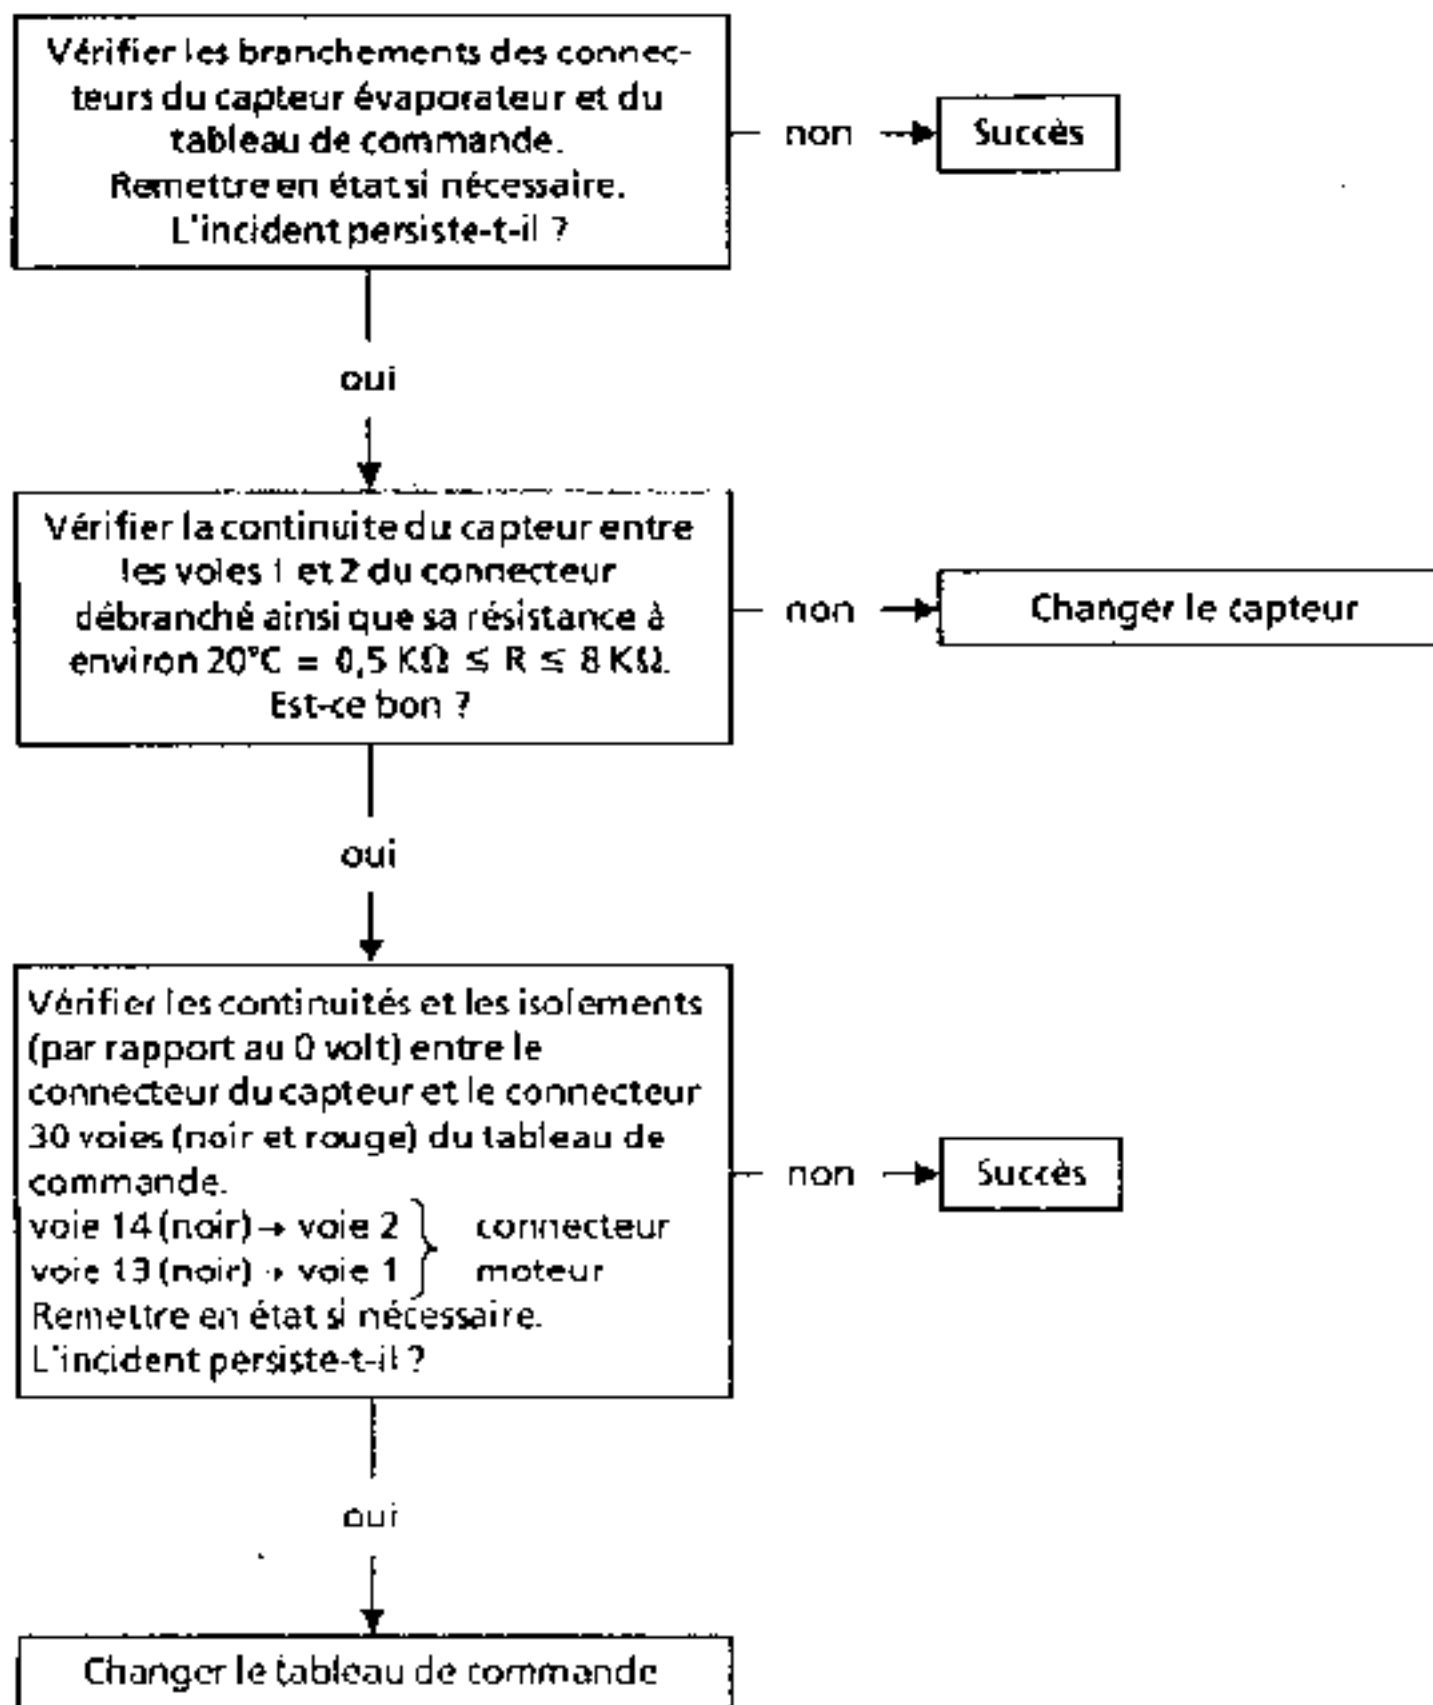 Vérifier les branchements des connec-
teurs du capteur évaporateur et du
tableau de commande.
Remettre en état si nécessaire.
L'incident persiste-t-il ?
non
Succès
oui
Vérifier la continuite du capteur entre
les voies 1 et 2 du connecteur
débranché ainsi que sa résistance à
environ 20°C = 0,5 KΩ ≤ R ≤ 8 KΩ.
Est-ce bon ?
non
Changer le capteur
oui
Vérifier les continuités et les isolements
(par rapport au 0 volt) entre le
connecteur du capteur et le connecteur
30 voies (noir et rouge) du tableau de
commande.
voie 14 (noir) → voie 2 } connecteur
voie 13 (noir) → voie 1 } moteur
Remettre en état si nécessaire.
L'incident persiste-t-il ?
non
Succès
oui
Changer le tableau de commande